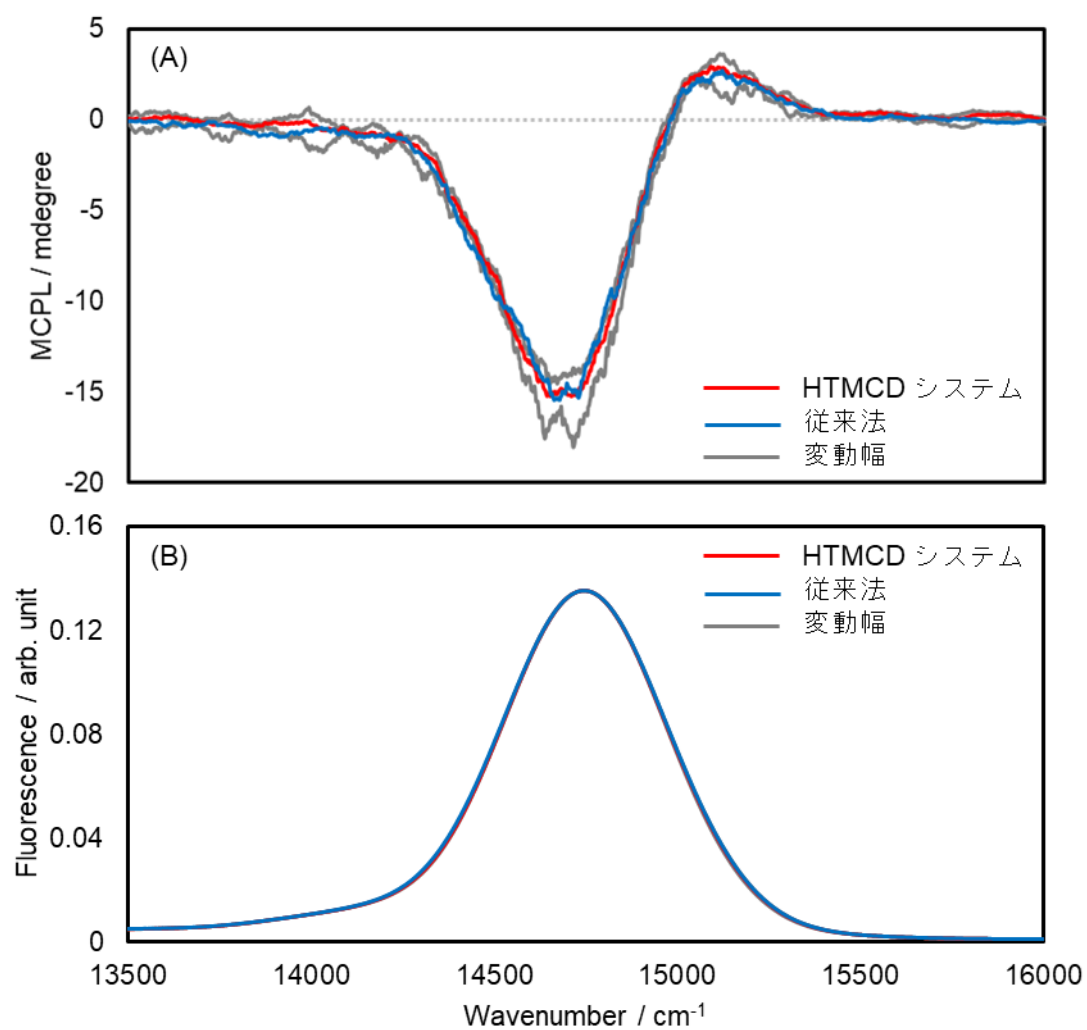 (A)
5
0
-5
-10
-15
-20
MCPL / mdegree
HTMCD システム
従来法
変動幅
(B)
0.16
0.12
0.08
0.04
0
Fluorescence / arb. unit
HTMCD システム
従来法
変動幅
13500 14000 14500 15000 15500 16000
Wavenumber / cm⁻¹